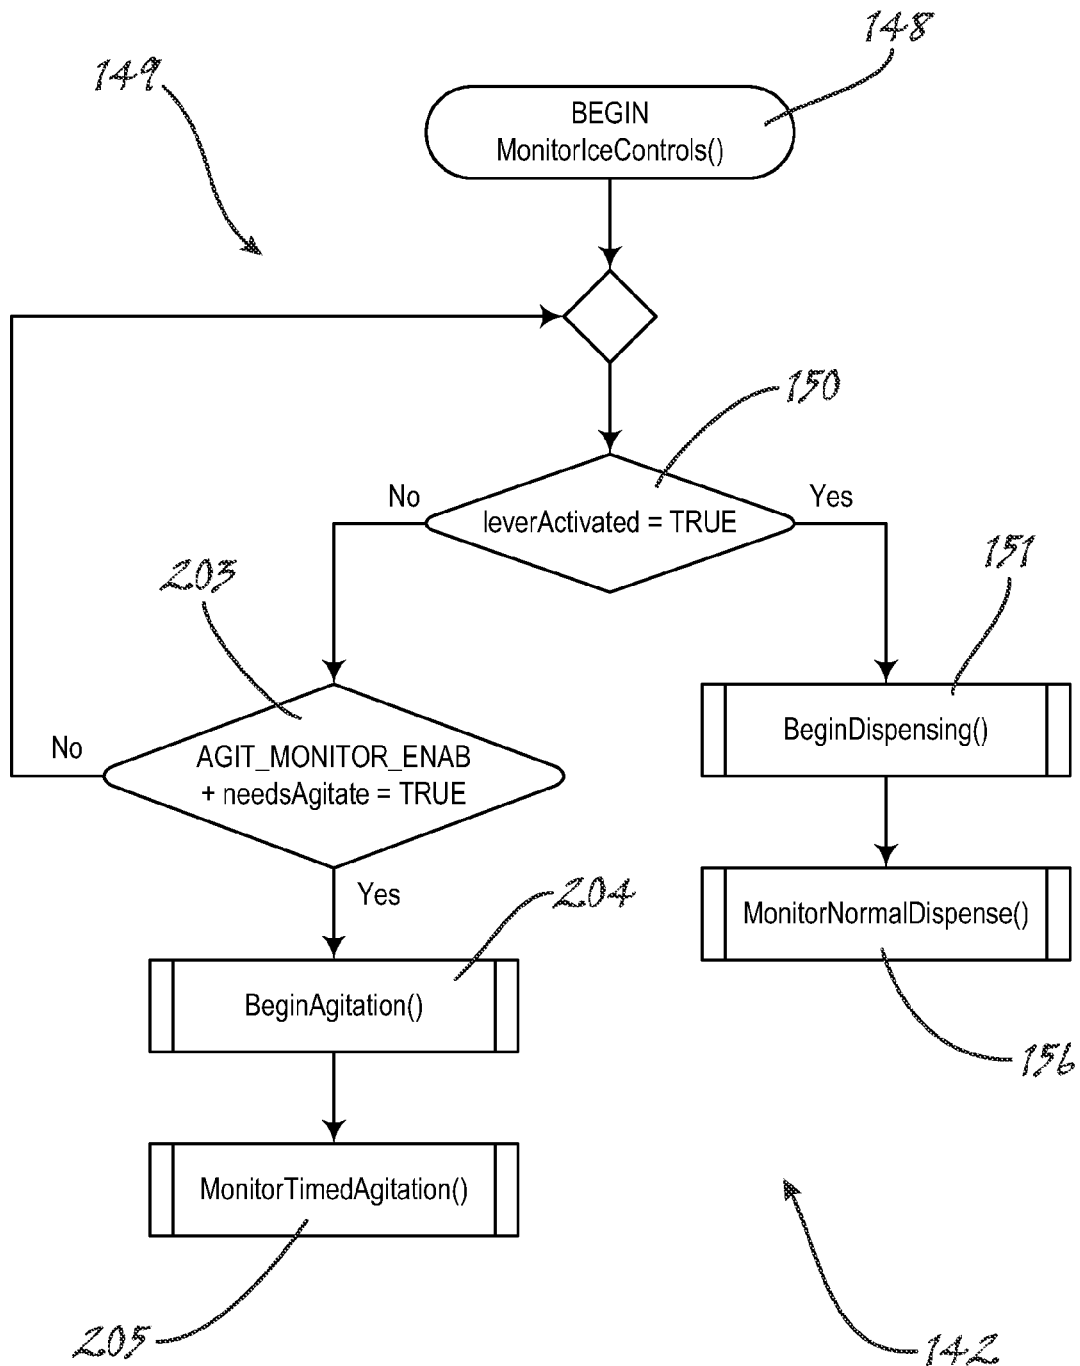 148
149
BEGIN
MonitorIceControls()
150
No
leverActivated = TRUE
Yes
151
203
BeginDispensing()
No
AGIT_MONITOR_ENAB
+ needsAgitate = TRUE
Yes
204
MonitorNormalDispense()
BeginAgitation()
156
MonitorTimedAgitation()
205
142